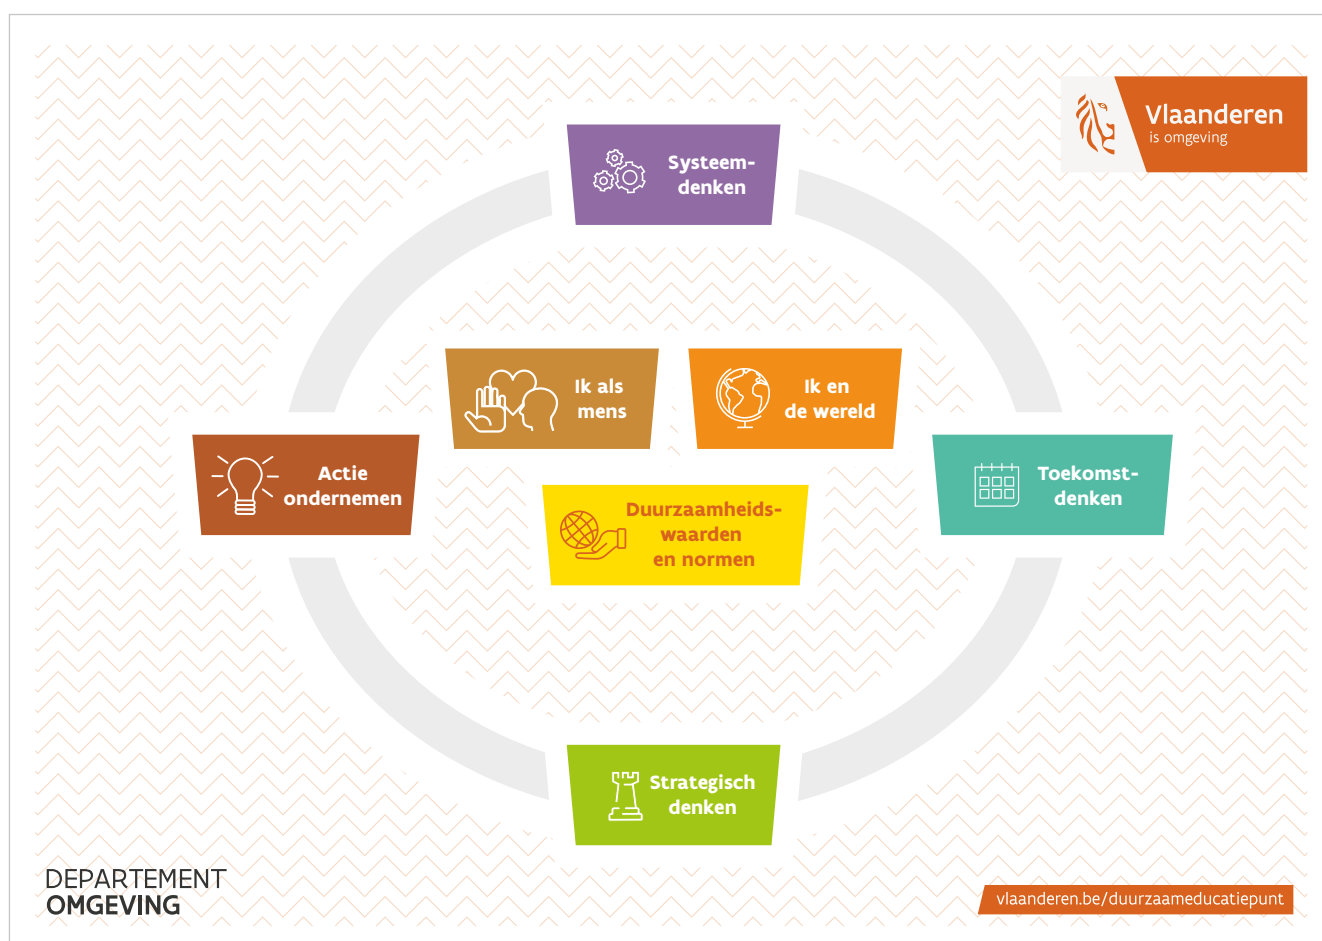 Vlaanderen
is omgeving
Systeem-
denken
Ik als
mens
Ik en
de wereld
Actie
ondernemen
Toekomst-
denken
Duurzaamheids-
waarden
en normen
Strategisch
denken
DEPARTEMENT
OMGEVING
vlaanderen.be/duurzaameducatiepunt